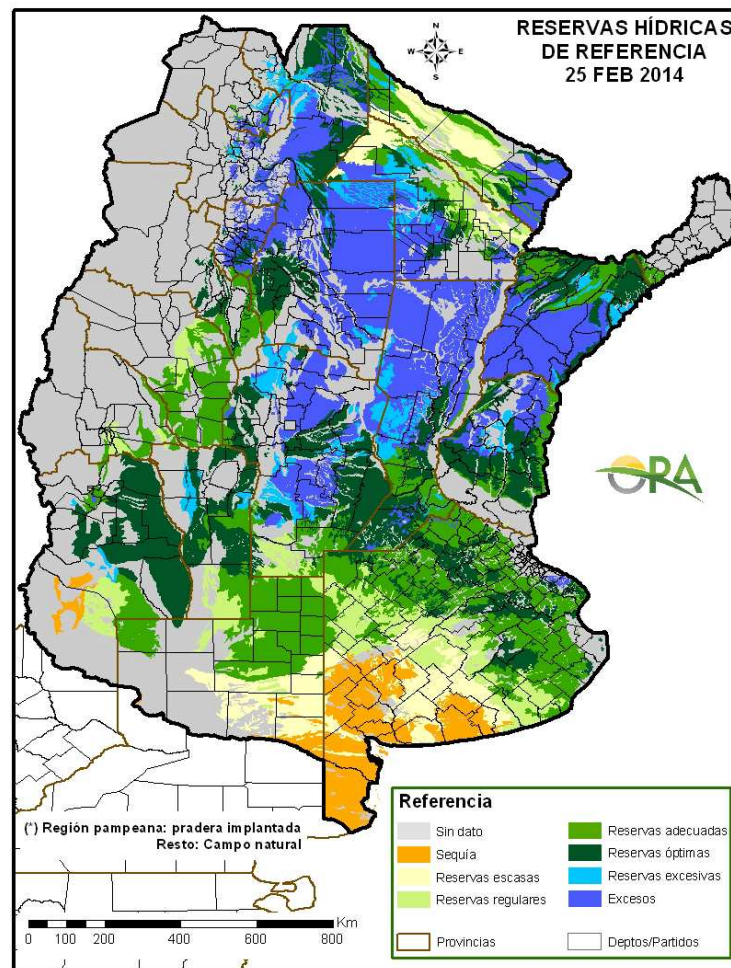 RESERVAS HÍDRICAS
DE REFERENCIA
25 FEB 2014
N
W E
S
ORA
(*) Región pampeana: pradera implantada
Resto: Campo natural
Referencia
Sin dato
Sequía
Reservas escasas
Reservas regulares
Reservas adecuadas
Reservas óptimas
Reservas excesivas
Excesos
Provincias
Deptos/Partidos
Km
0 100 200 400 600 800